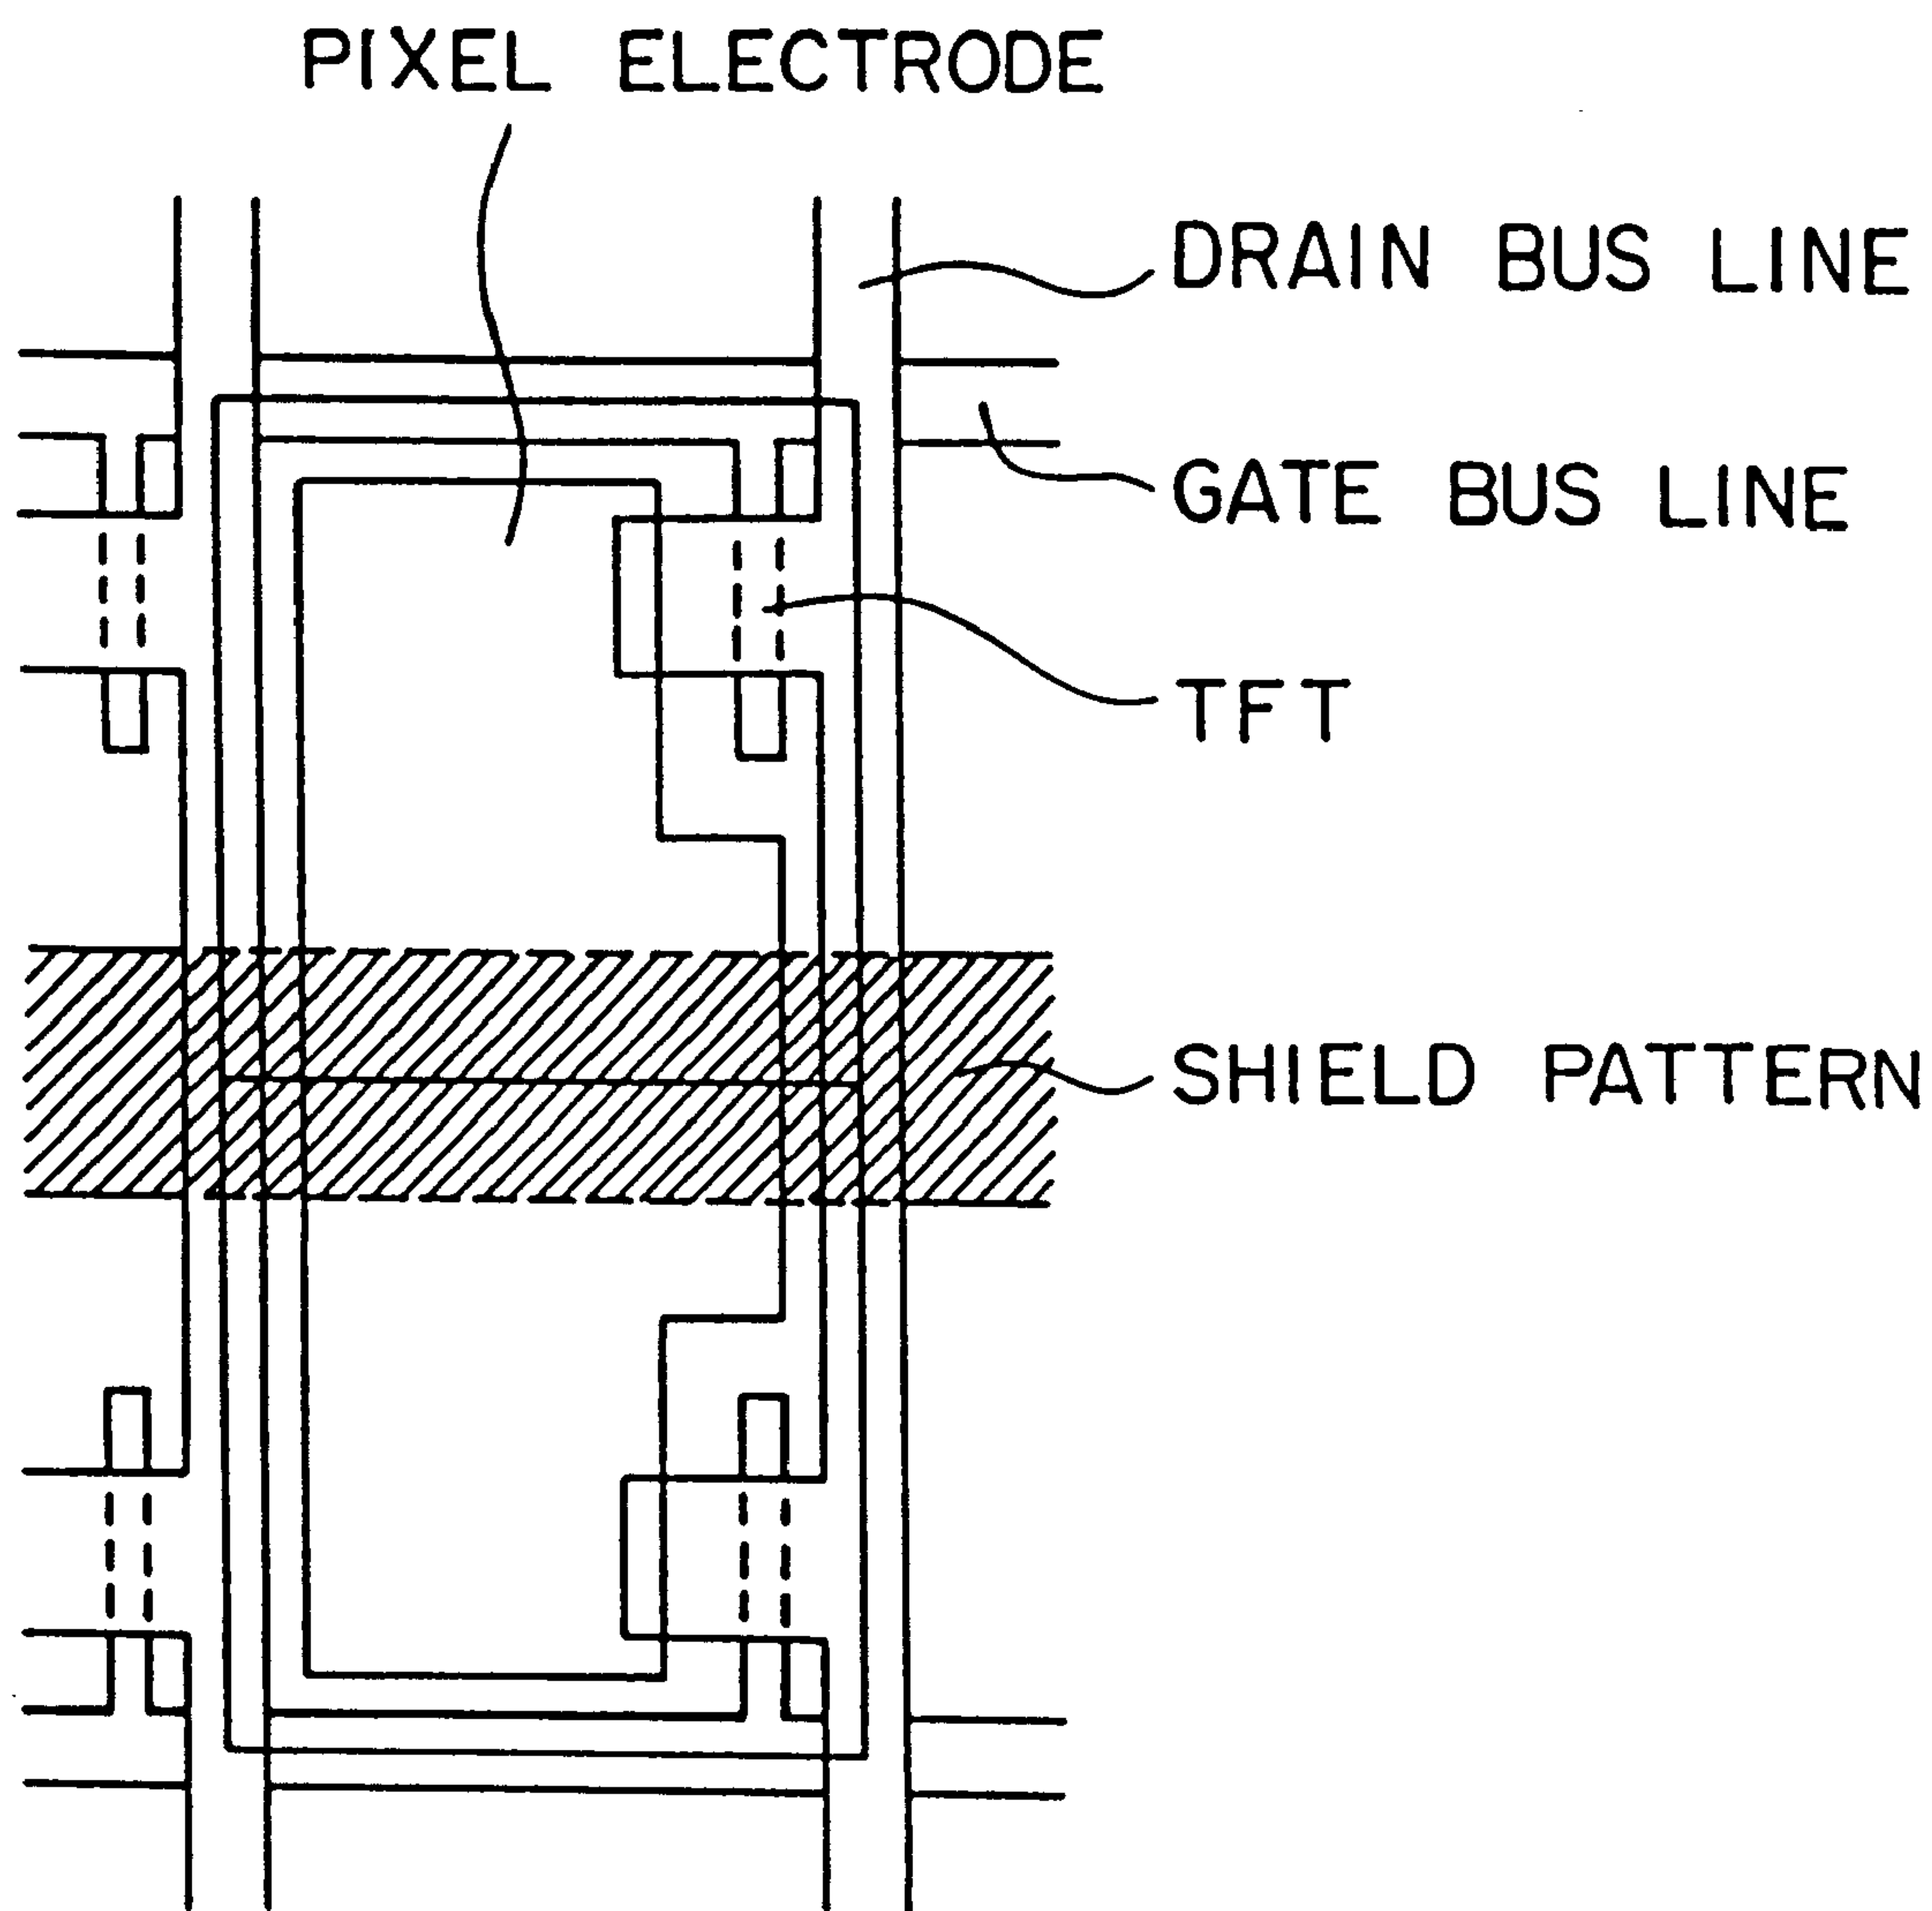 PIXEL ELECTRODE
DRAIN BUS LINE
GATE BUS LINE
TFT
SHIELD PATTERN